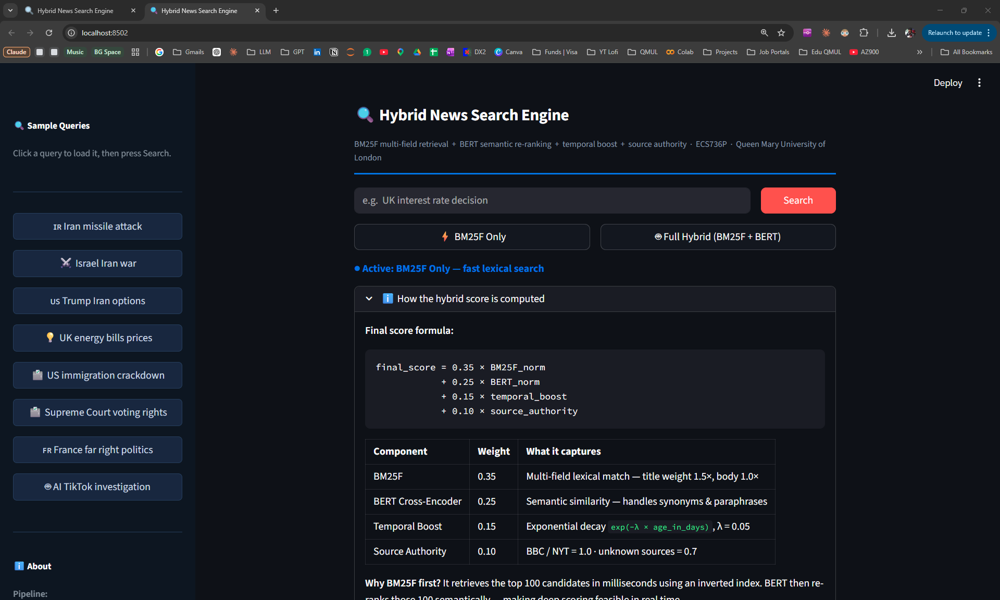 Hybrid News Search Engine
Hybrid News Search Engine
localhost:8502
Relaunch to update
Claude
Music
BG Space
Gmails
LLM
GPT
DX2
Canva
Funds | Visa
YT Lofi
QMUL
Colab
Projects
Job Portals
Edu QMUL
AZ900
All Bookmarks
Deploy
Sample Queries
Click a query to load it, then press Search.
IR Iran missile attack
Israel Iran war
US Trump Iran options
UK energy bills prices
US immigration crackdown
Supreme Court voting rights
FR France far right politics
AI TikTok investigation
About
Pipeline:
Hybrid News Search Engine
BM25F multi-field retrieval + BERT semantic re-ranking + temporal boost + source authority · ECS736P · Queen Mary University of
London
e.g. UK interest rate decision
Search
BM25F Only
Full Hybrid (BM25F + BERT)
Active: BM25F Only — fast lexical search
How the hybrid score is computed
Final score formula:
final_score = 0.35 × BM25F_norm
+ 0.25 × BERT_norm
+ 0.15 × temporal_boost
+ 0.10 × source_authority
Component Weight What it captures
BM25F 0.35 Multi-field lexical match — title weight 1.5×, body 1.0×
BERT Cross-Encoder 0.25 Semantic similarity — handles synonyms & paraphrases
Temporal Boost 0.15 Exponential decay exp(-λ × age_in_days) , λ = 0.05
Source Authority 0.10 BBC / NYT = 1.0 · unknown sources = 0.7
Why BM25F first? It retrieves the top 100 candidates in milliseconds using an inverted index. BERT then re-
ranks those 100 semantically — making deep scoring feasible in real time.